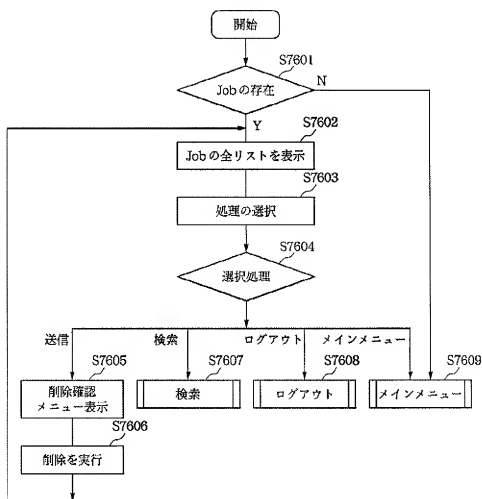 開始
S7601
Jobの存在
N
Y
S7602
Jobの全リストを表示
S7603
処理の選択
S7604
選択処理
送信
検索
ログアウト
メインメニュー
S7605
S7607
S7608
S7609
削除確認
メニュー表示
検索
ログアウト
メインメニュー
S7606
削除を実行